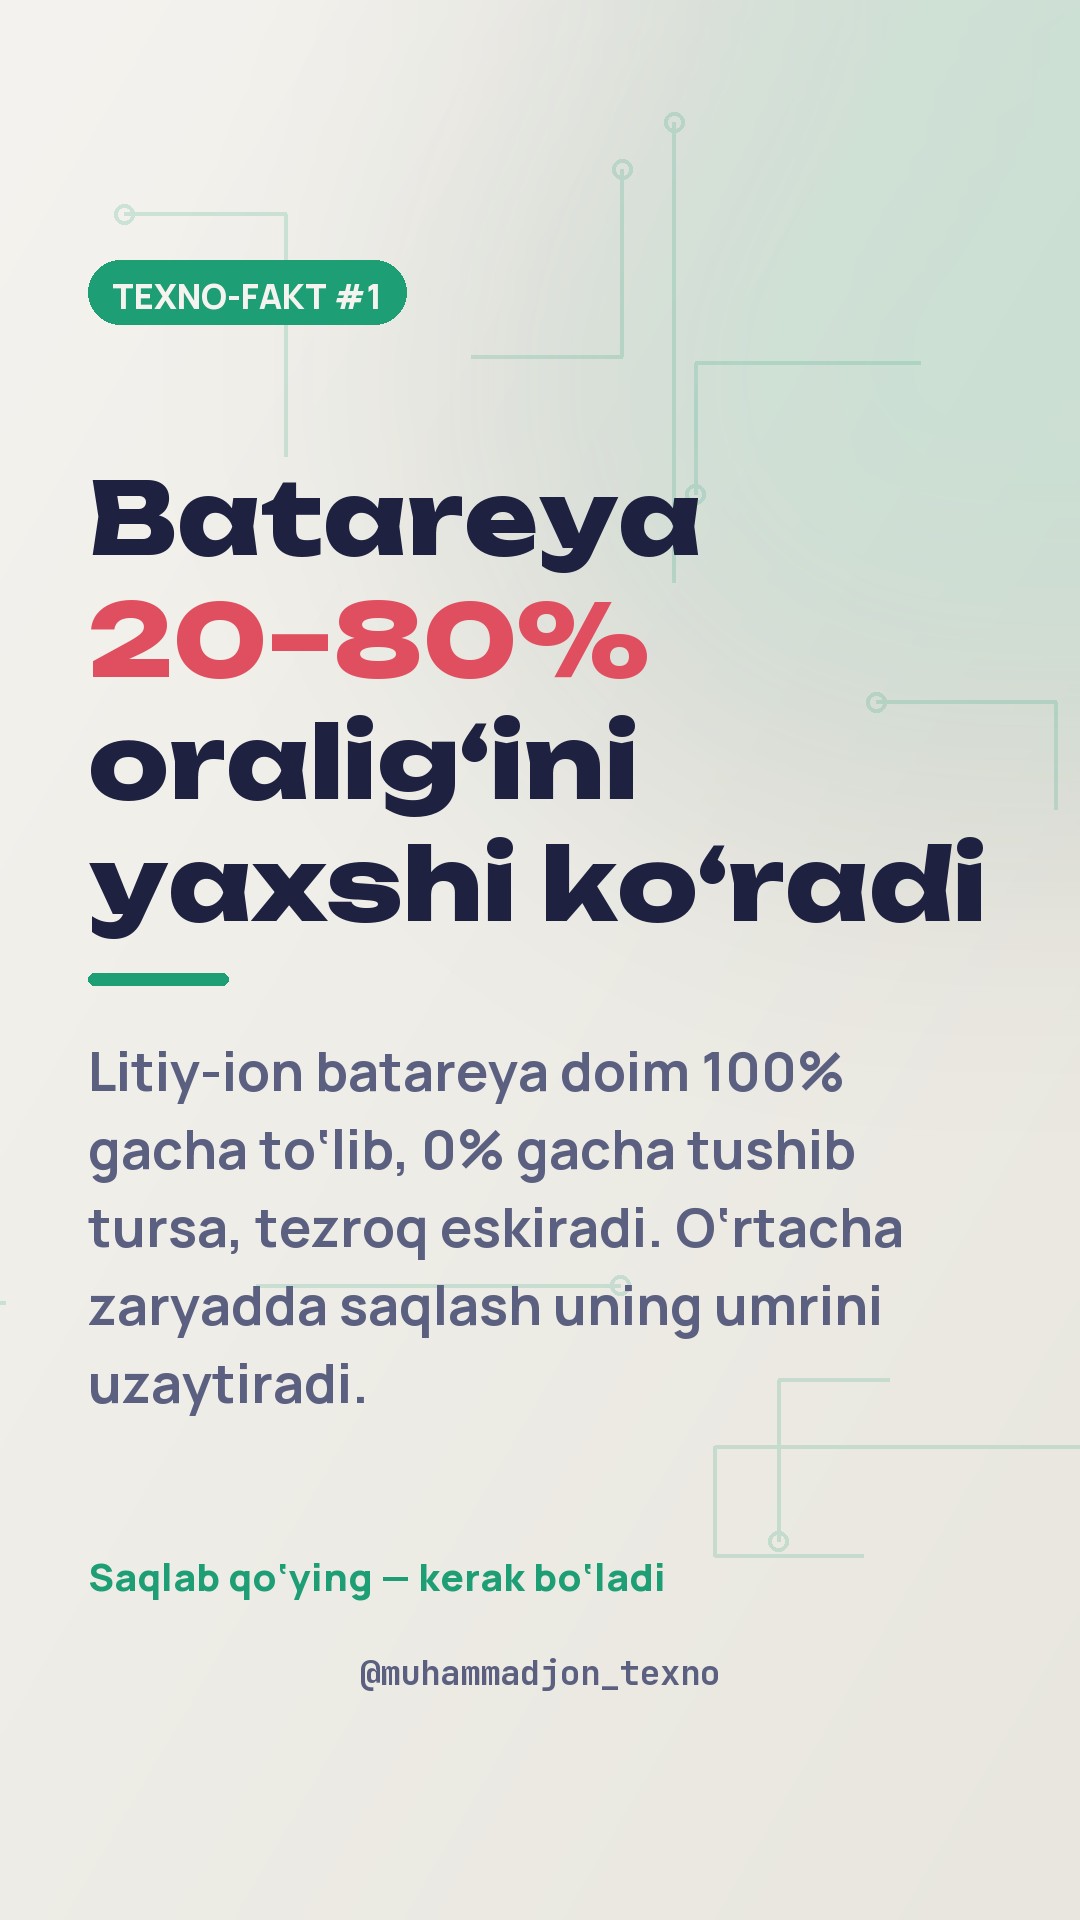 TEXNO-FAKT #1
Batareya
20–80%
oralig‘ini
yaxshi ko‘radi
Litiy-ion batareya doim 100%
gacha to‘lib, 0% gacha tushib
tursa, tezroq eskiradi. O‘rtacha
zaryadda saqlash uning umrini
uzaytiradi.
Saqlab qo‘ying — kerak bo‘ladi
@muhammadjon_texno